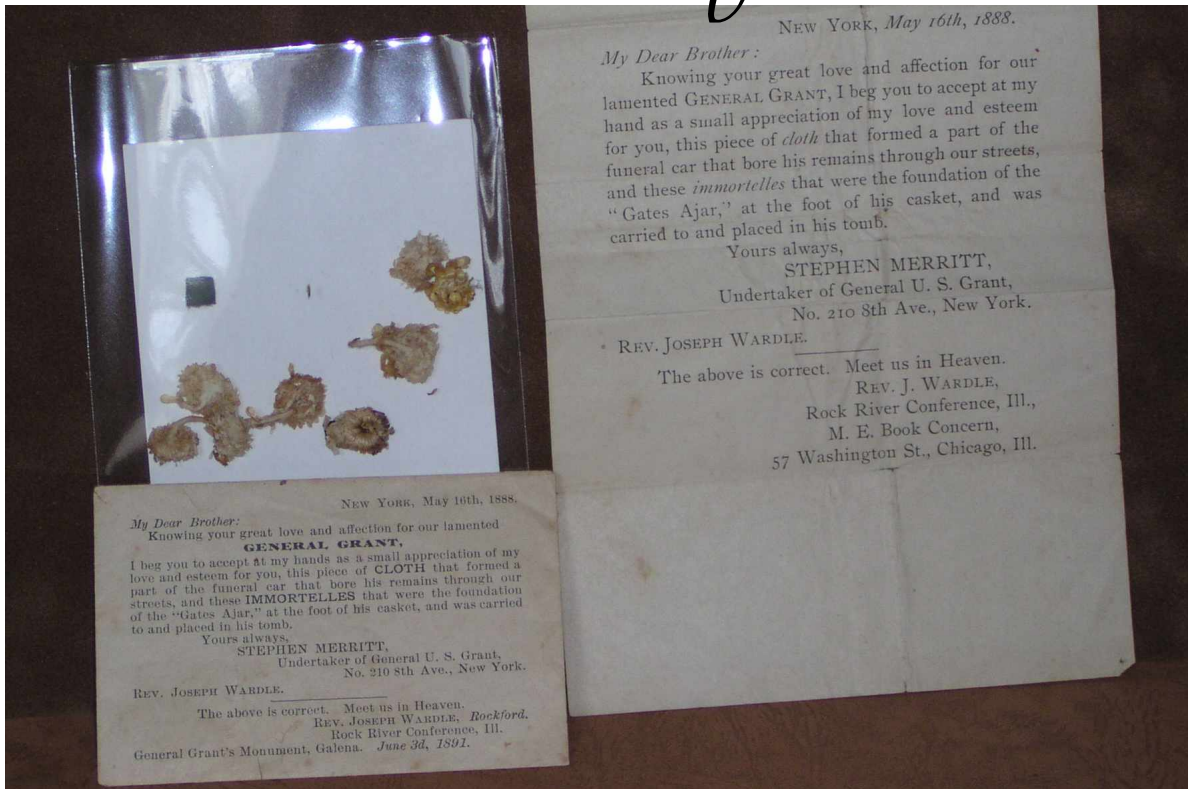 NEW YORK, May 16th, 1888.
My Dear Brother:
Knowing your great love and affection for our
lamented GENERAL GRANT, I beg you to accept at my
hand as a small appreciation of my love and esteem
for you, this piece of cloth that formed a part of the
funeral car that bore his remains through our streets,
and these immortelles that were the foundation of the
"Gates Ajar," at the foot of his casket, and was
carried to and placed in his tomb.
Yours always,
STEPHEN MERRITT,
Undertaker of General U. S. Grant,
No. 210 8th Ave., New York.
REV. JOSEPH WARDLE.
The above is correct. Meet us in Heaven.
REV. J. WARDLE,
Rock River Conference, Ill.,
M. E. Book Concern,
57 Washington St., Chicago, Ill.
NEW YORK, May 16th, 1888.
My Dear Brother:
Knowing your great love and affection for our lamented
GENERAL GRANT,
I beg you to accept at my hands as a small appreciation of my
love and esteem for you, this piece of CLOTH that formed a
part of the funeral car that bore his remains through our
streets, and these IMMORTELLES that were the foundation
of the "Gates Ajar," at the foot of his casket, and was carried
to and placed in his tomb.
Yours always,
STEPHEN MERRITT,
Undertaker of General U. S. Grant,
No. 210 8th Ave., New York.
REV. JOSEPH WARDLE.
The above is correct. Meet us in Heaven.
REV. JOSEPH WARDLE, Rockford.
Rock River Conference, Ill.
General Grant's Monument, Galena. June 3d, 1891.